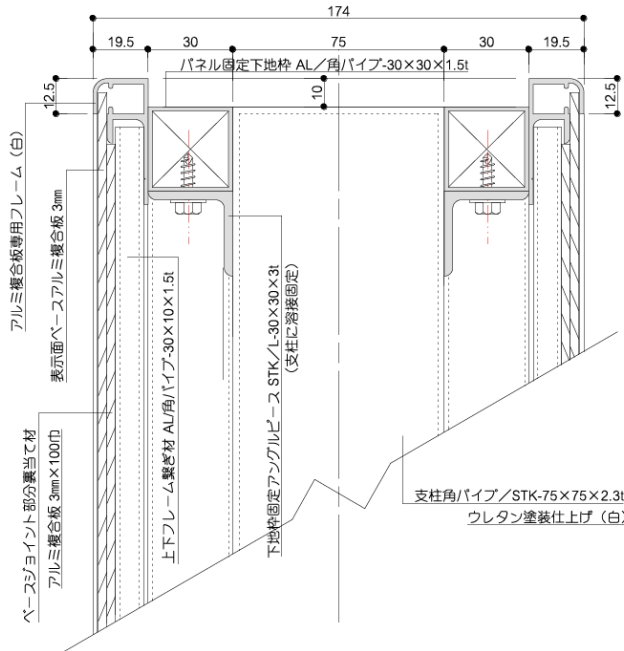 174
19.5
30
75
30
19.5
パネル固定下地枠 AL／角パイプ-30×30×1.5t
12.5
10
12.5
アルミ複合板専用フレーム（白）
表示面ベースアルミ複合板 3mm
ベースジョイント部分裏当て材
アルミ複合板 3mm×100巾
上下フレーム繋ぎ材 AL/角パイプ-30×10×1.5t
下地枠固定アングルピース STK／L-30×30×3t
（支柱に溶接固定）
支柱角パイプ／STK-75×75×2.3t
ウレタン塗装仕上げ（白）